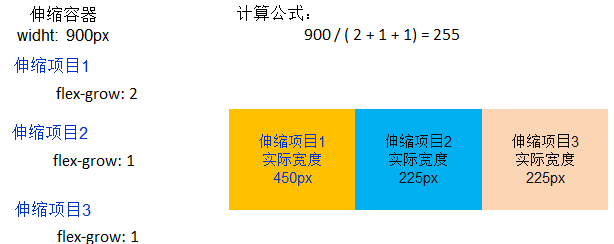 伸缩容器
widht: 900px
伸缩项目1
flex-grow: 2
伸缩项目2
flex-grow: 1
伸缩项目3
flex-grow: 1
计算公式：
900 / ( 2 + 1 + 1) = 255
伸缩项目1
实际宽度
450px
伸缩项目2
实际宽度
225px
伸缩项目3
实际宽度
225px